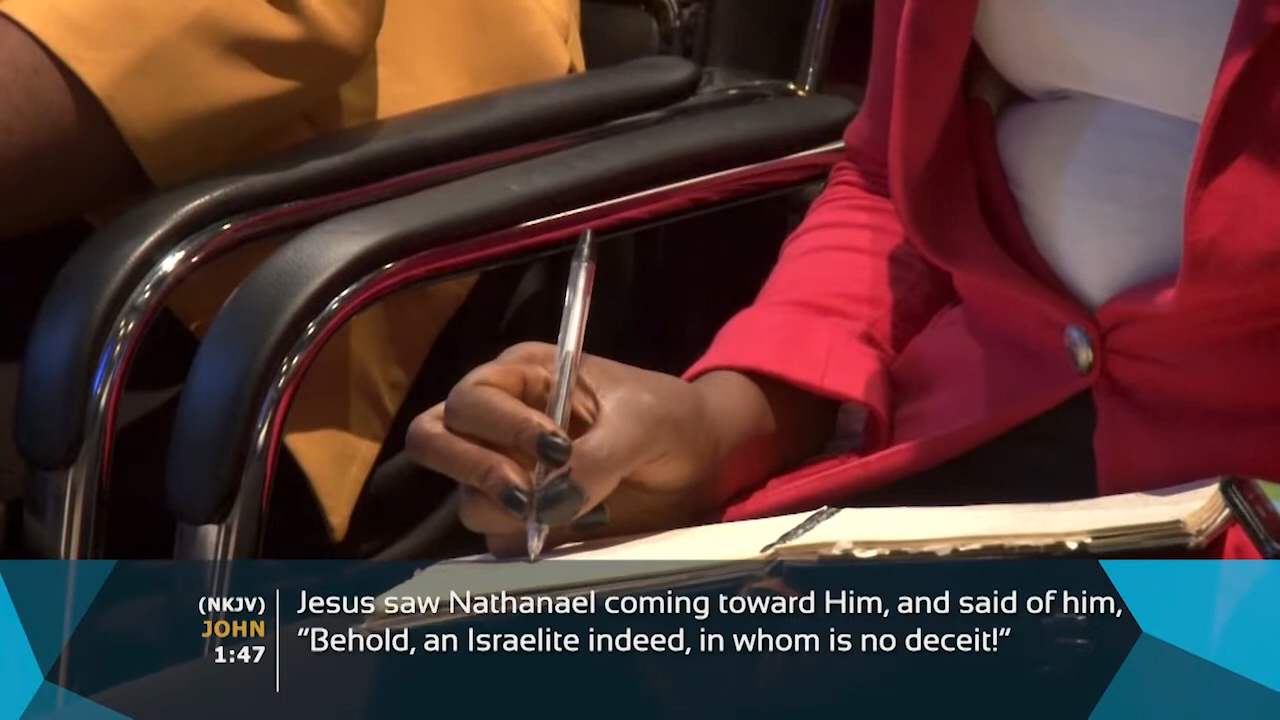 (NKJV)
JOHN
1:47
Jesus saw Nathanael coming toward Him, and said of him,
“Behold, an Israelite indeed, in whom is no deceit!“